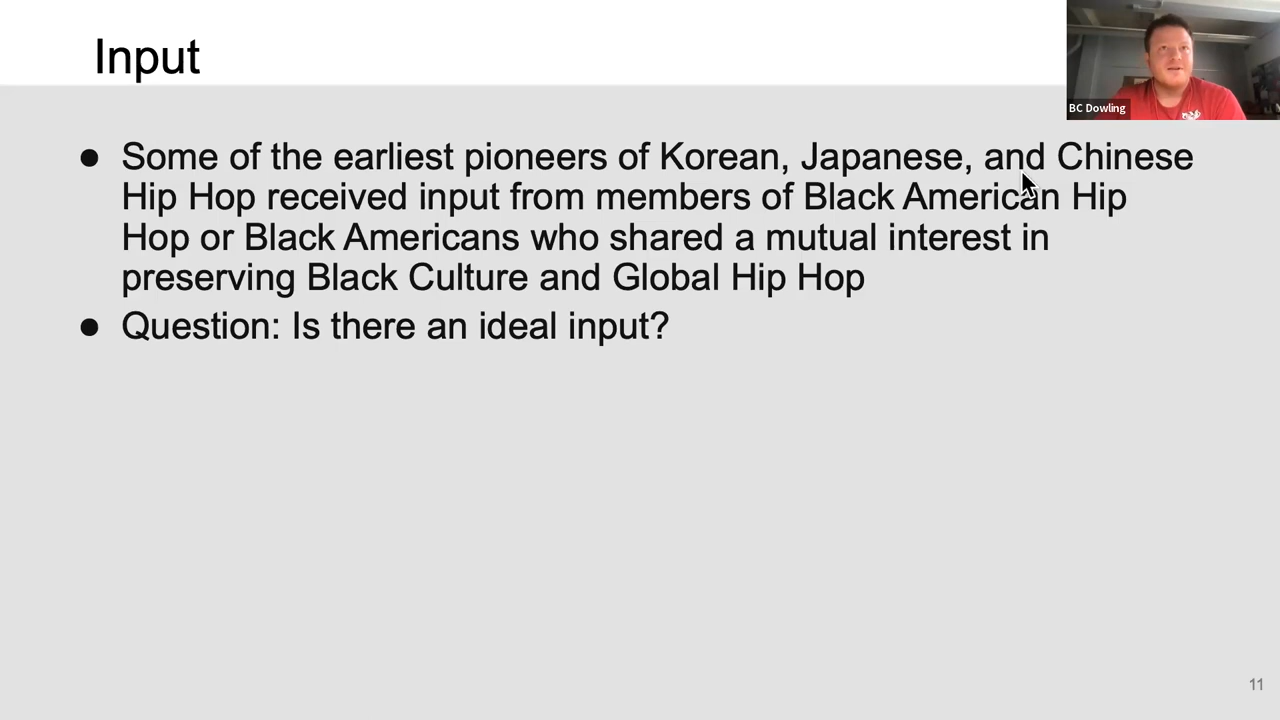 Input
BC Dowling
● Some of the earliest pioneers of Korean, Japanese, and Chinese
Hip Hop received input from members of Black American Hip
Hop or Black Americans who shared a mutual interest in
preserving Black Culture and Global Hip Hop
● Question: Is there an ideal input?
11